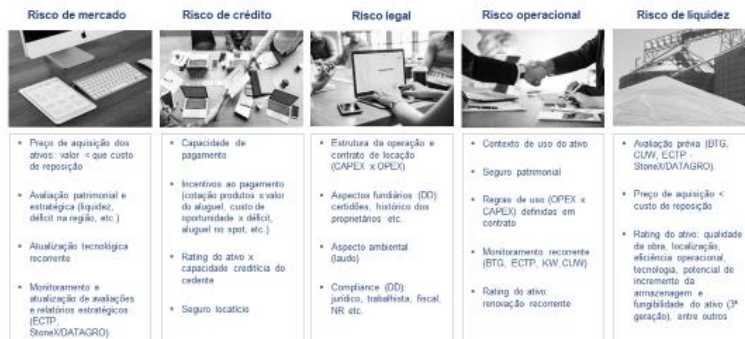 Risco de mercado
Risco de crédito
Risco legal
Risco operacional
Risco de liquidez
• Preço de aquisição dos
ativos: valor < que custo
de reposição
• Avaliação patrimonial e
estratégica (liquidez,
déficit na região, etc.)
• Atualização tecnológica
recorrente
• Monitoramento e
atualização de avaliações
e relatórios estratégicos
(ECTP,
StoneX/DATAGRO)
• Capacidade de
pagamento
• Incentivos ao pagamento
(cotação produtos x valor
do aluguel, custo de
oportunidade x déficit,
aluguel no spot, etc.)
• Rating do ativo x
capacidade creditícia do
cedente
• Seguro locatício
• Estrutura da operação e
contrato de locação
(CAPEX x OPEX)
• Aspectos fundiários (DD):
certidões, histórico dos
proprietários etc.
• Aspecto ambiental
(laudo)
• Compliance (DD):
jurídico, trabalhista, fiscal,
NR etc.
• Contexto de uso do ativo
• Seguro patrimonial
• Regras de uso (OPEX x
CAPEX) definidas em
contrato
• Monitoramento recorrente
(BTG, ECTP, KW, CUW)
• Rating do ativo:
renovação recorrente
• Avaliação prévia (BTG,
CUW, ECTP -
StoneX/DATAGRO).
• Preço de aquisição <
custo de reposição
• Rating do ativo: qualidade
da obra, localização,
eficiência operacional,
tecnologia, potencial de
incremento da
armazenagem e
fungibilidade do ativo (3ª
geração), entre outros